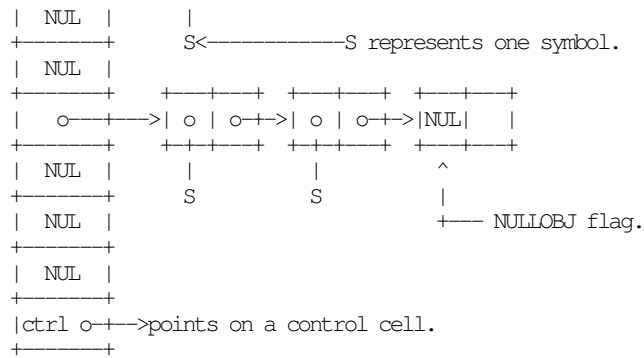 |  NUL  |       |
+-------+       S<------------S represents one symbol.
|  NUL  |
+-------+    +---+---+  +---+---+  +---+---+
|   o---+--->| o | o-+->| o | o-+->|NUL|   |
+-------+    +-+-+---+  +-+-+---+  +---+---+
|  NUL  |      |          |          ^
+-------+      S          S          |
|  NUL  |                            +--- NULLOBJ flag.
+-------+
|  NUL  |
+-------+
|ctrl o-+-->points on a control cell.
+-------+